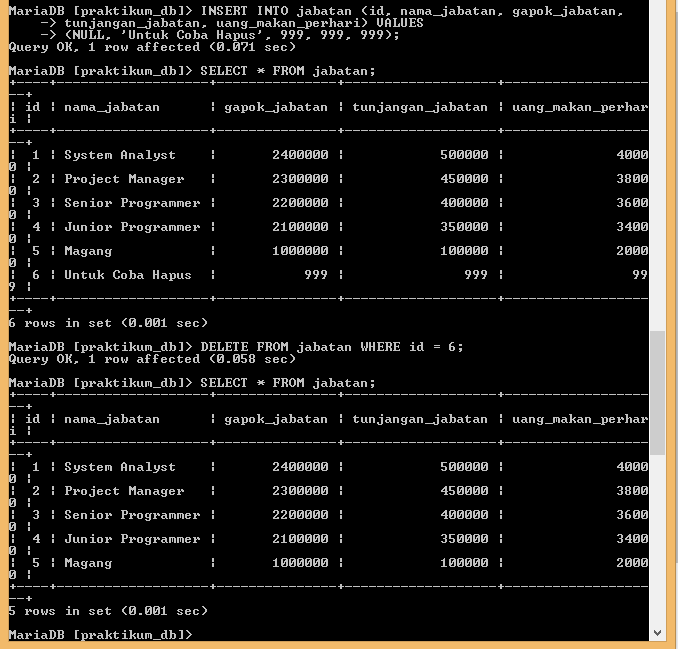 MariaDB [praktikum_db]> INSERT INTO jabatan (id, nama_jabatan, gapok_jabatan,
    -> tunjangan_jabatan, uang_makan_perhari) VALUES
    -> (NULL, 'Untuk Coba Hapus', 999, 999, 999);
Query OK, 1 row affected (0.071 sec)
MariaDB [praktikum_db]> SELECT * FROM jabatan;
+----+-------------------+---------------+-------------------+------------------
--+
| id | nama_jabatan      | gapok_jabatan | tunjangan_jabatan | uang_makan_perhar
i |
+----+-------------------+---------------+-------------------+------------------
--+
|  1 | System Analyst    |       2400000 |            500000 |              4000
0 |
|  2 | Project Manager   |       2300000 |            450000 |              3800
0 |
|  3 | Senior Programmer |       2200000 |            400000 |              3600
0 |
|  4 | Junior Programmer |       2100000 |            350000 |              3400
0 |
|  5 | Magang            |       1000000 |            100000 |              2000
0 |
|  6 | Untuk Coba Hapus  |           999 |               999 |                99
9 |
+----+-------------------+---------------+-------------------+------------------
--+
6 rows in set (0.001 sec)
MariaDB [praktikum_db]> DELETE FROM jabatan WHERE id = 6;
Query OK, 1 row affected (0.058 sec)
MariaDB [praktikum_db]> SELECT * FROM jabatan;
+----+-------------------+---------------+-------------------+------------------
--+
| id | nama_jabatan      | gapok_jabatan | tunjangan_jabatan | uang_makan_perhar
i |
+----+-------------------+---------------+-------------------+------------------
--+
|  1 | System Analyst    |       2400000 |            500000 |              4000
0 |
|  2 | Project Manager   |       2300000 |            450000 |              3800
0 |
|  3 | Senior Programmer |       2200000 |            400000 |              3600
0 |
|  4 | Junior Programmer |       2100000 |            350000 |              3400
0 |
|  5 | Magang            |       1000000 |            100000 |              2000
0 |
+----+-------------------+---------------+-------------------+------------------
--+
5 rows in set (0.001 sec)
MariaDB [praktikum_db]>